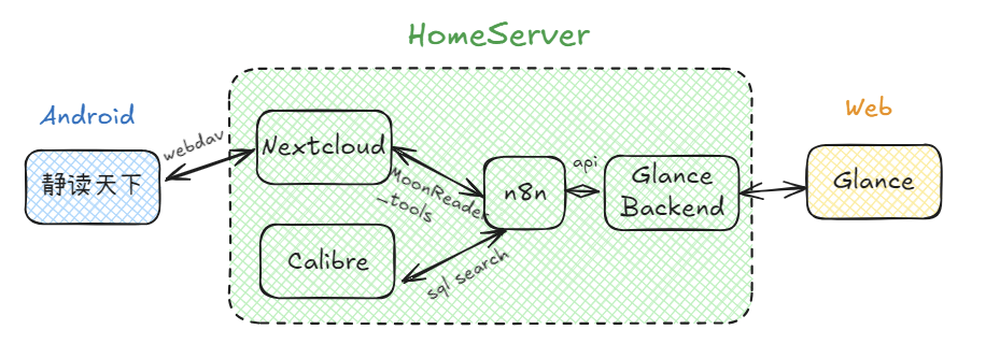 HomeServer
Android
Web
静读天下
webdav
Nextcloud
MoonReader
_tools
Calibre
sql search
n8n
api
Glance
Backend
Glance